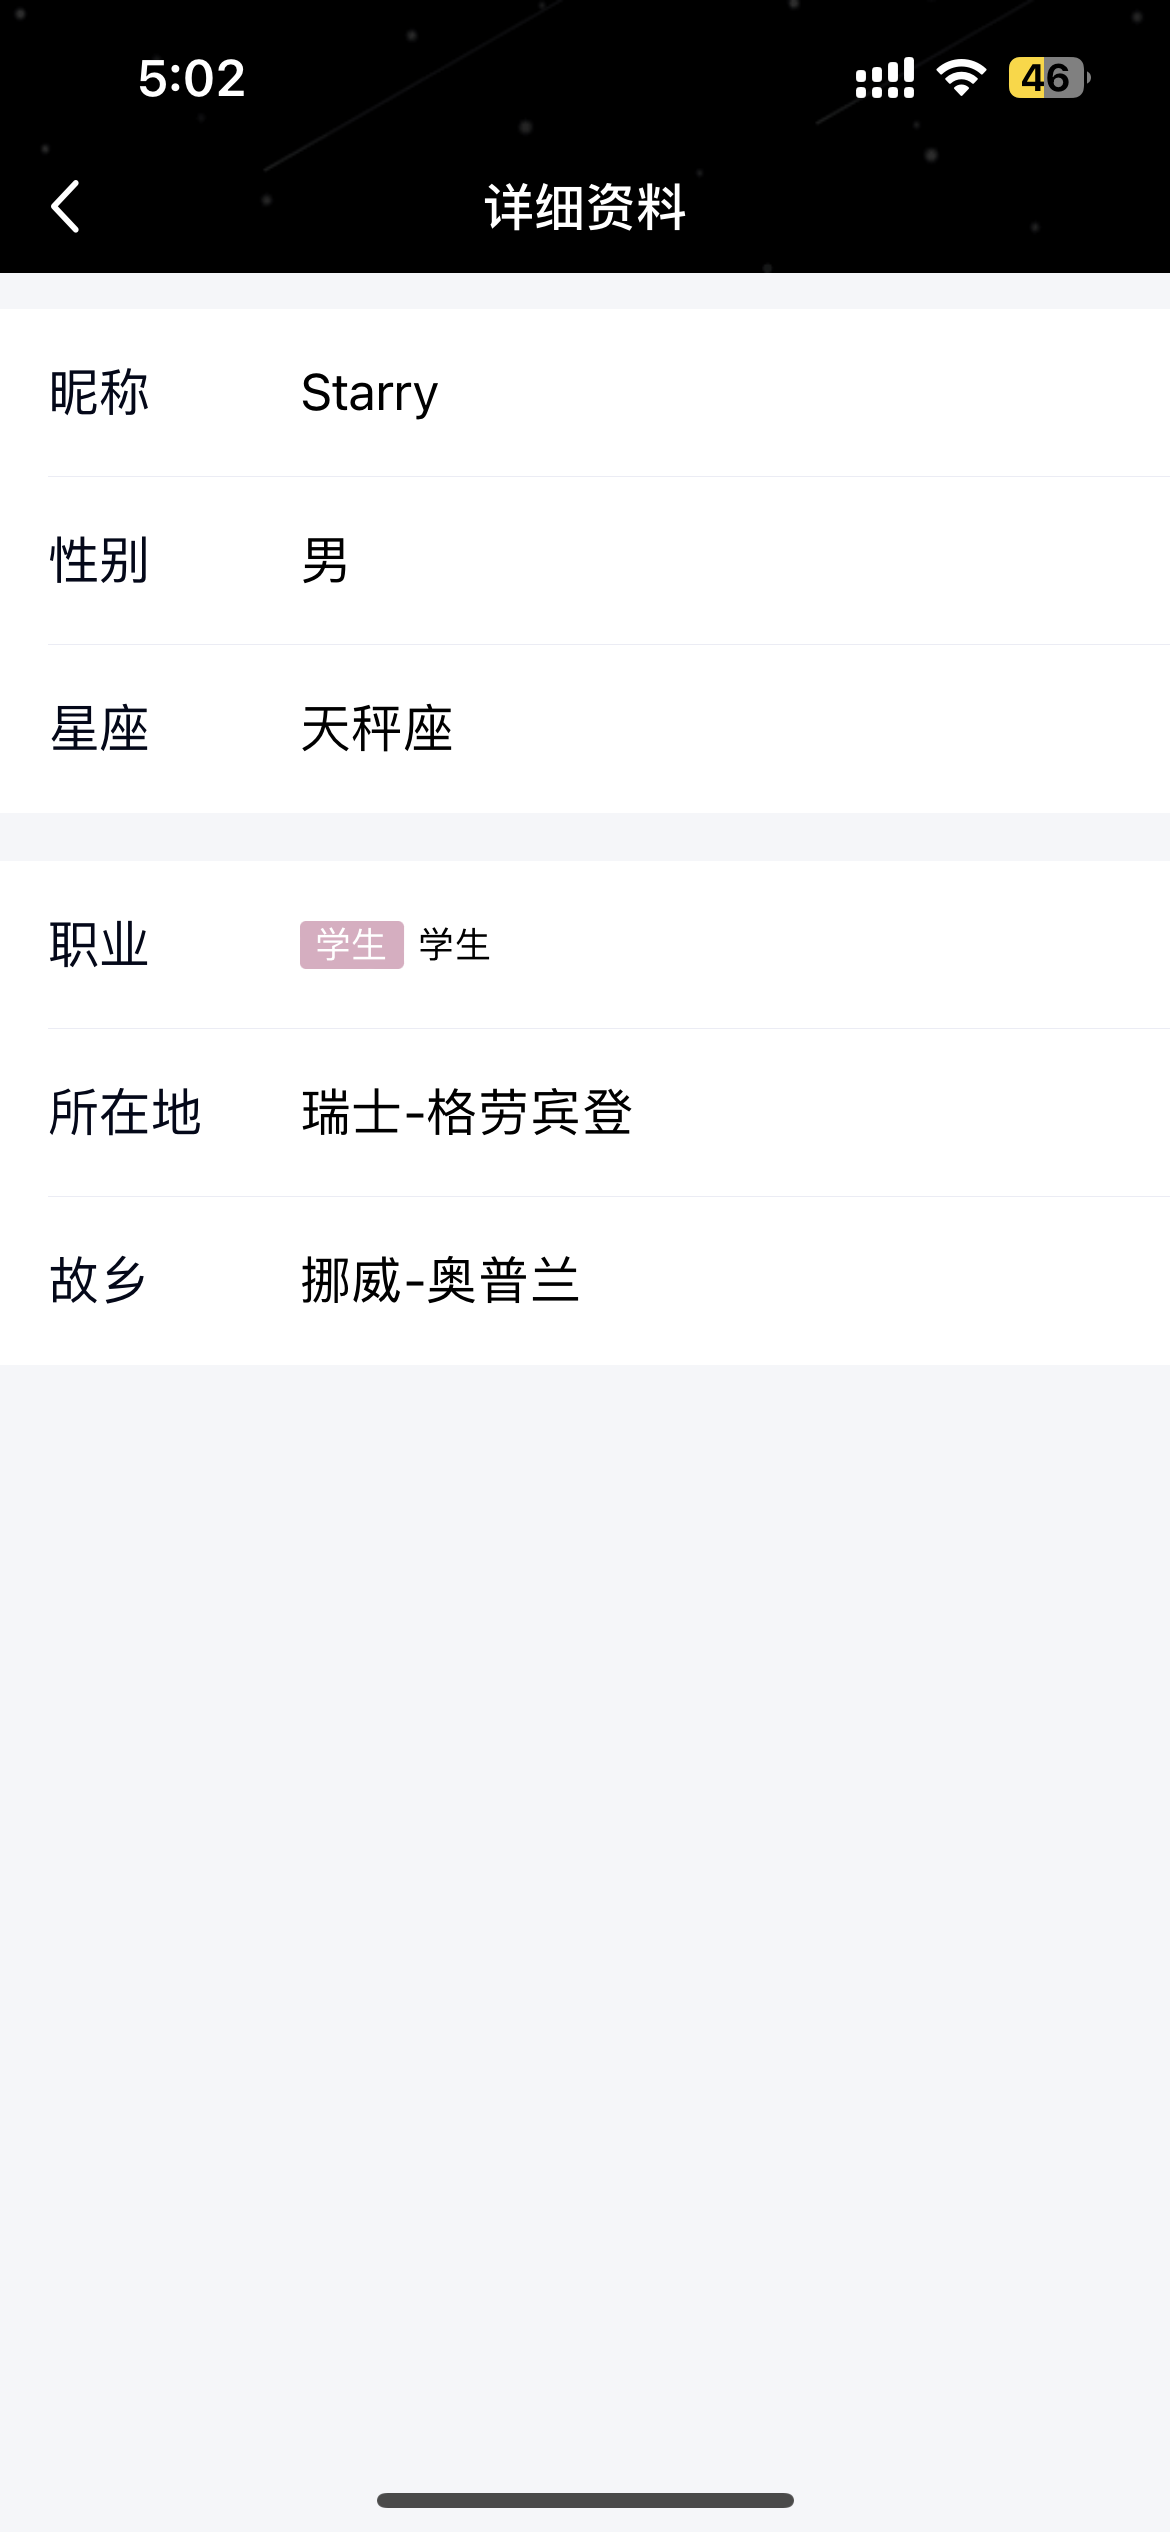 5:02
46
详细资料
昵称 Starry
性别 男
星座 天秤座
职业 学生 学生
所在地 瑞士-格劳宾登
故乡 挪威-奥普兰